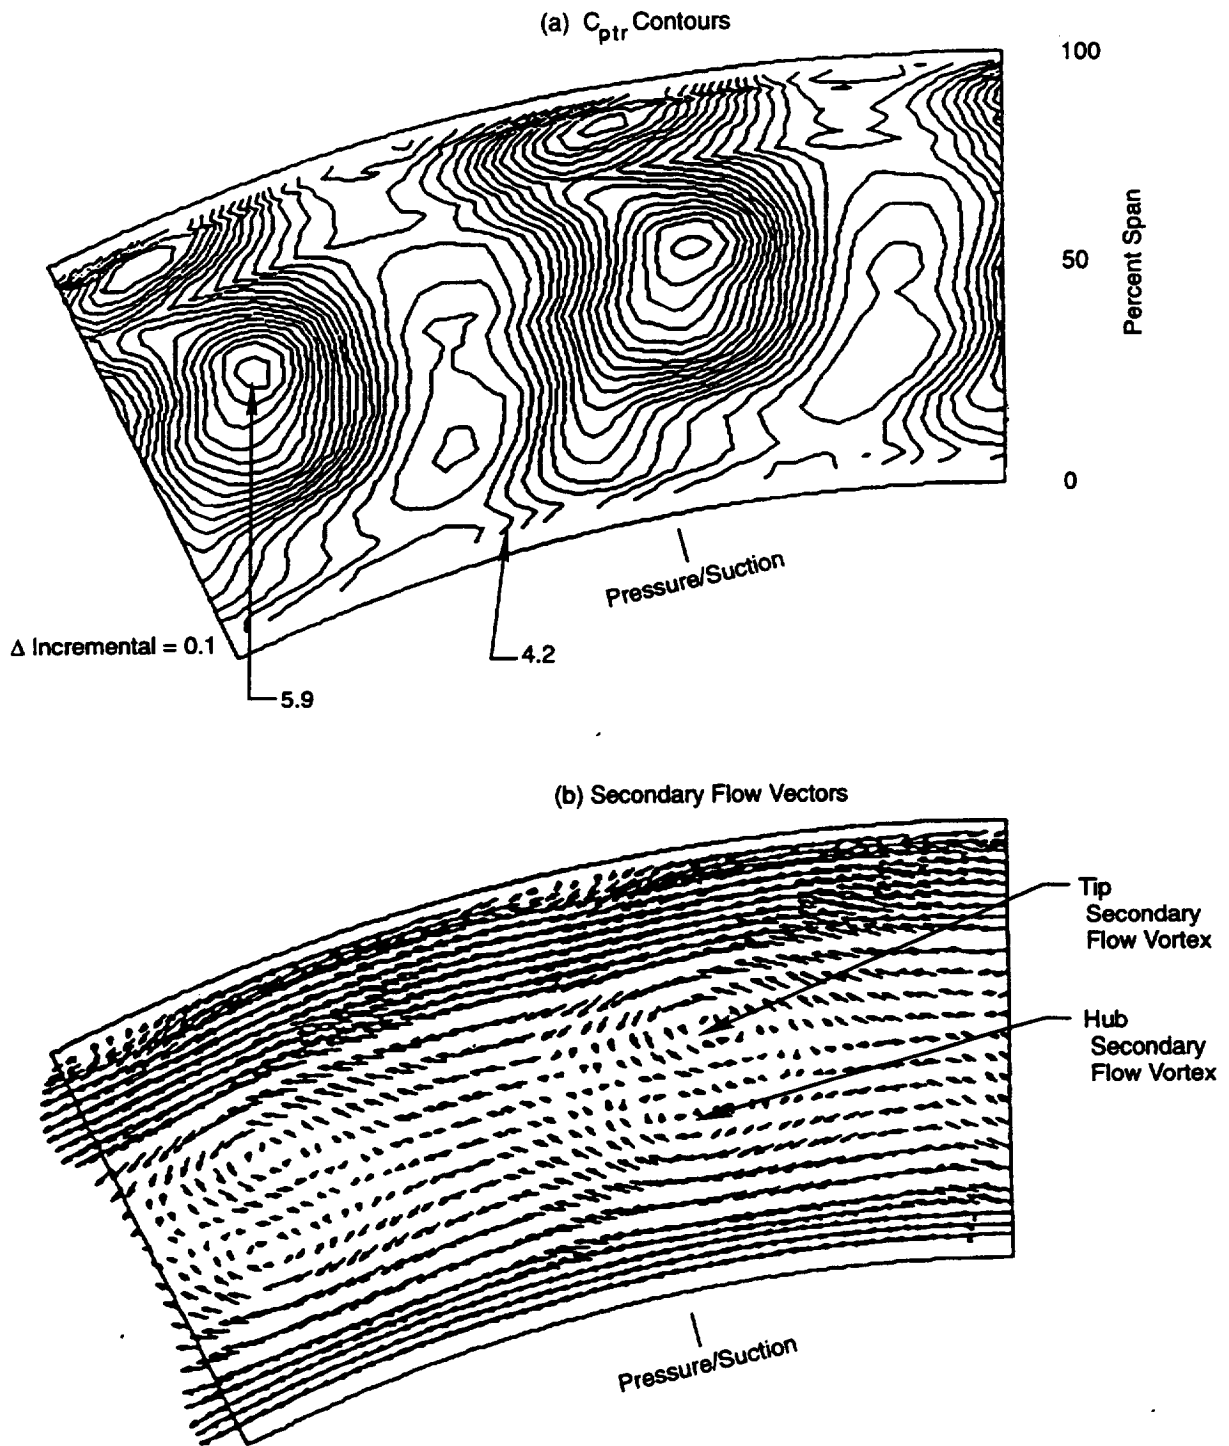 (a) Cptr Contours
100
50
0
Percent Span
Pressure/Suction
Δ Incremental = 0.1
4.2
5.9
(b) Secondary Flow Vectors
Tip
Secondary
Flow Vortex
Hub
Secondary
Flow Vortex
Pressure/Suction